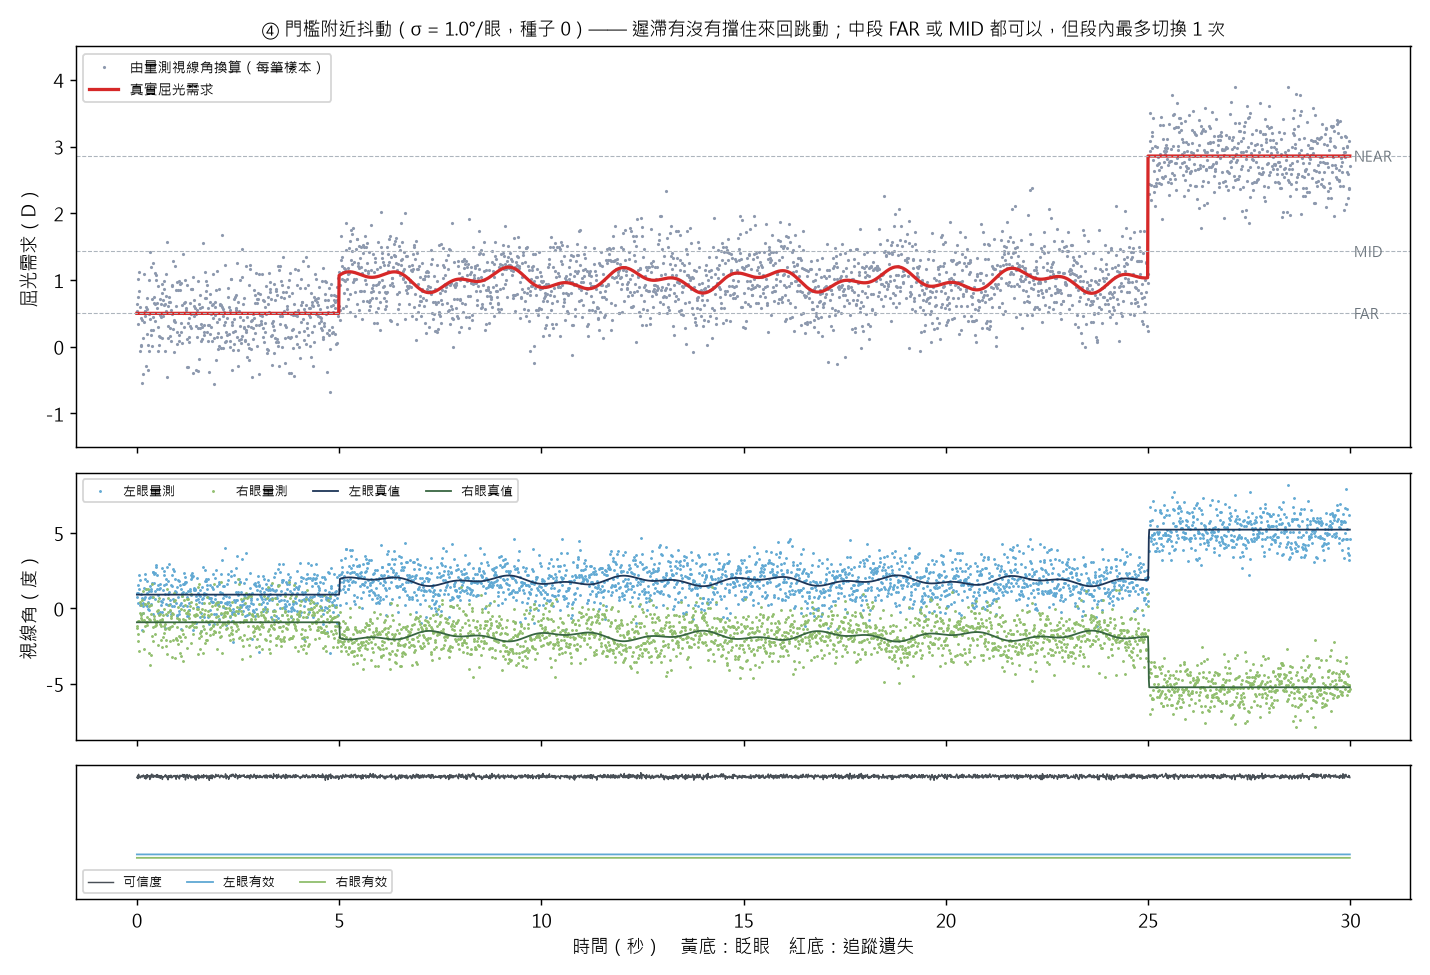 ④ 門檻附近抖動（σ = 1.0°/眼，種子 0）—— 遲滯有沒有擋住來回跳動；中段 FAR 或 MID 都可以，但段內最多切換 1 次
由量測視線角換算（每筆樣本）
真實屈光需求
屈光需求（D）
4
3
2
1
0
-1
NEAR
MID
FAR
左眼量測
右眼量測
左眼真值
右眼真值
視線角（度）
5
0
-5
可信度
左眼有效
右眼有效
0
5
10
15
20
25
30
時間（秒） 黃底：眨眼 紅底：追蹤遺失